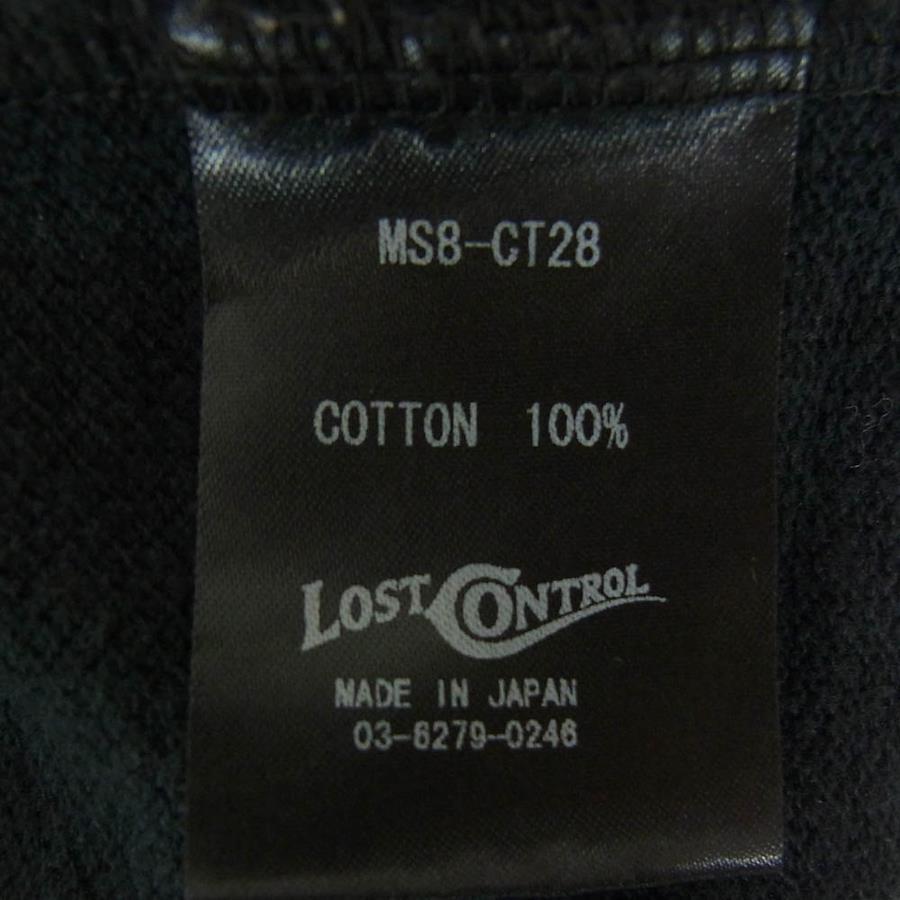 MS8-CT28
COTTON 100%
LOST CONTROL
MADE IN JAPAN
03-6279-0246